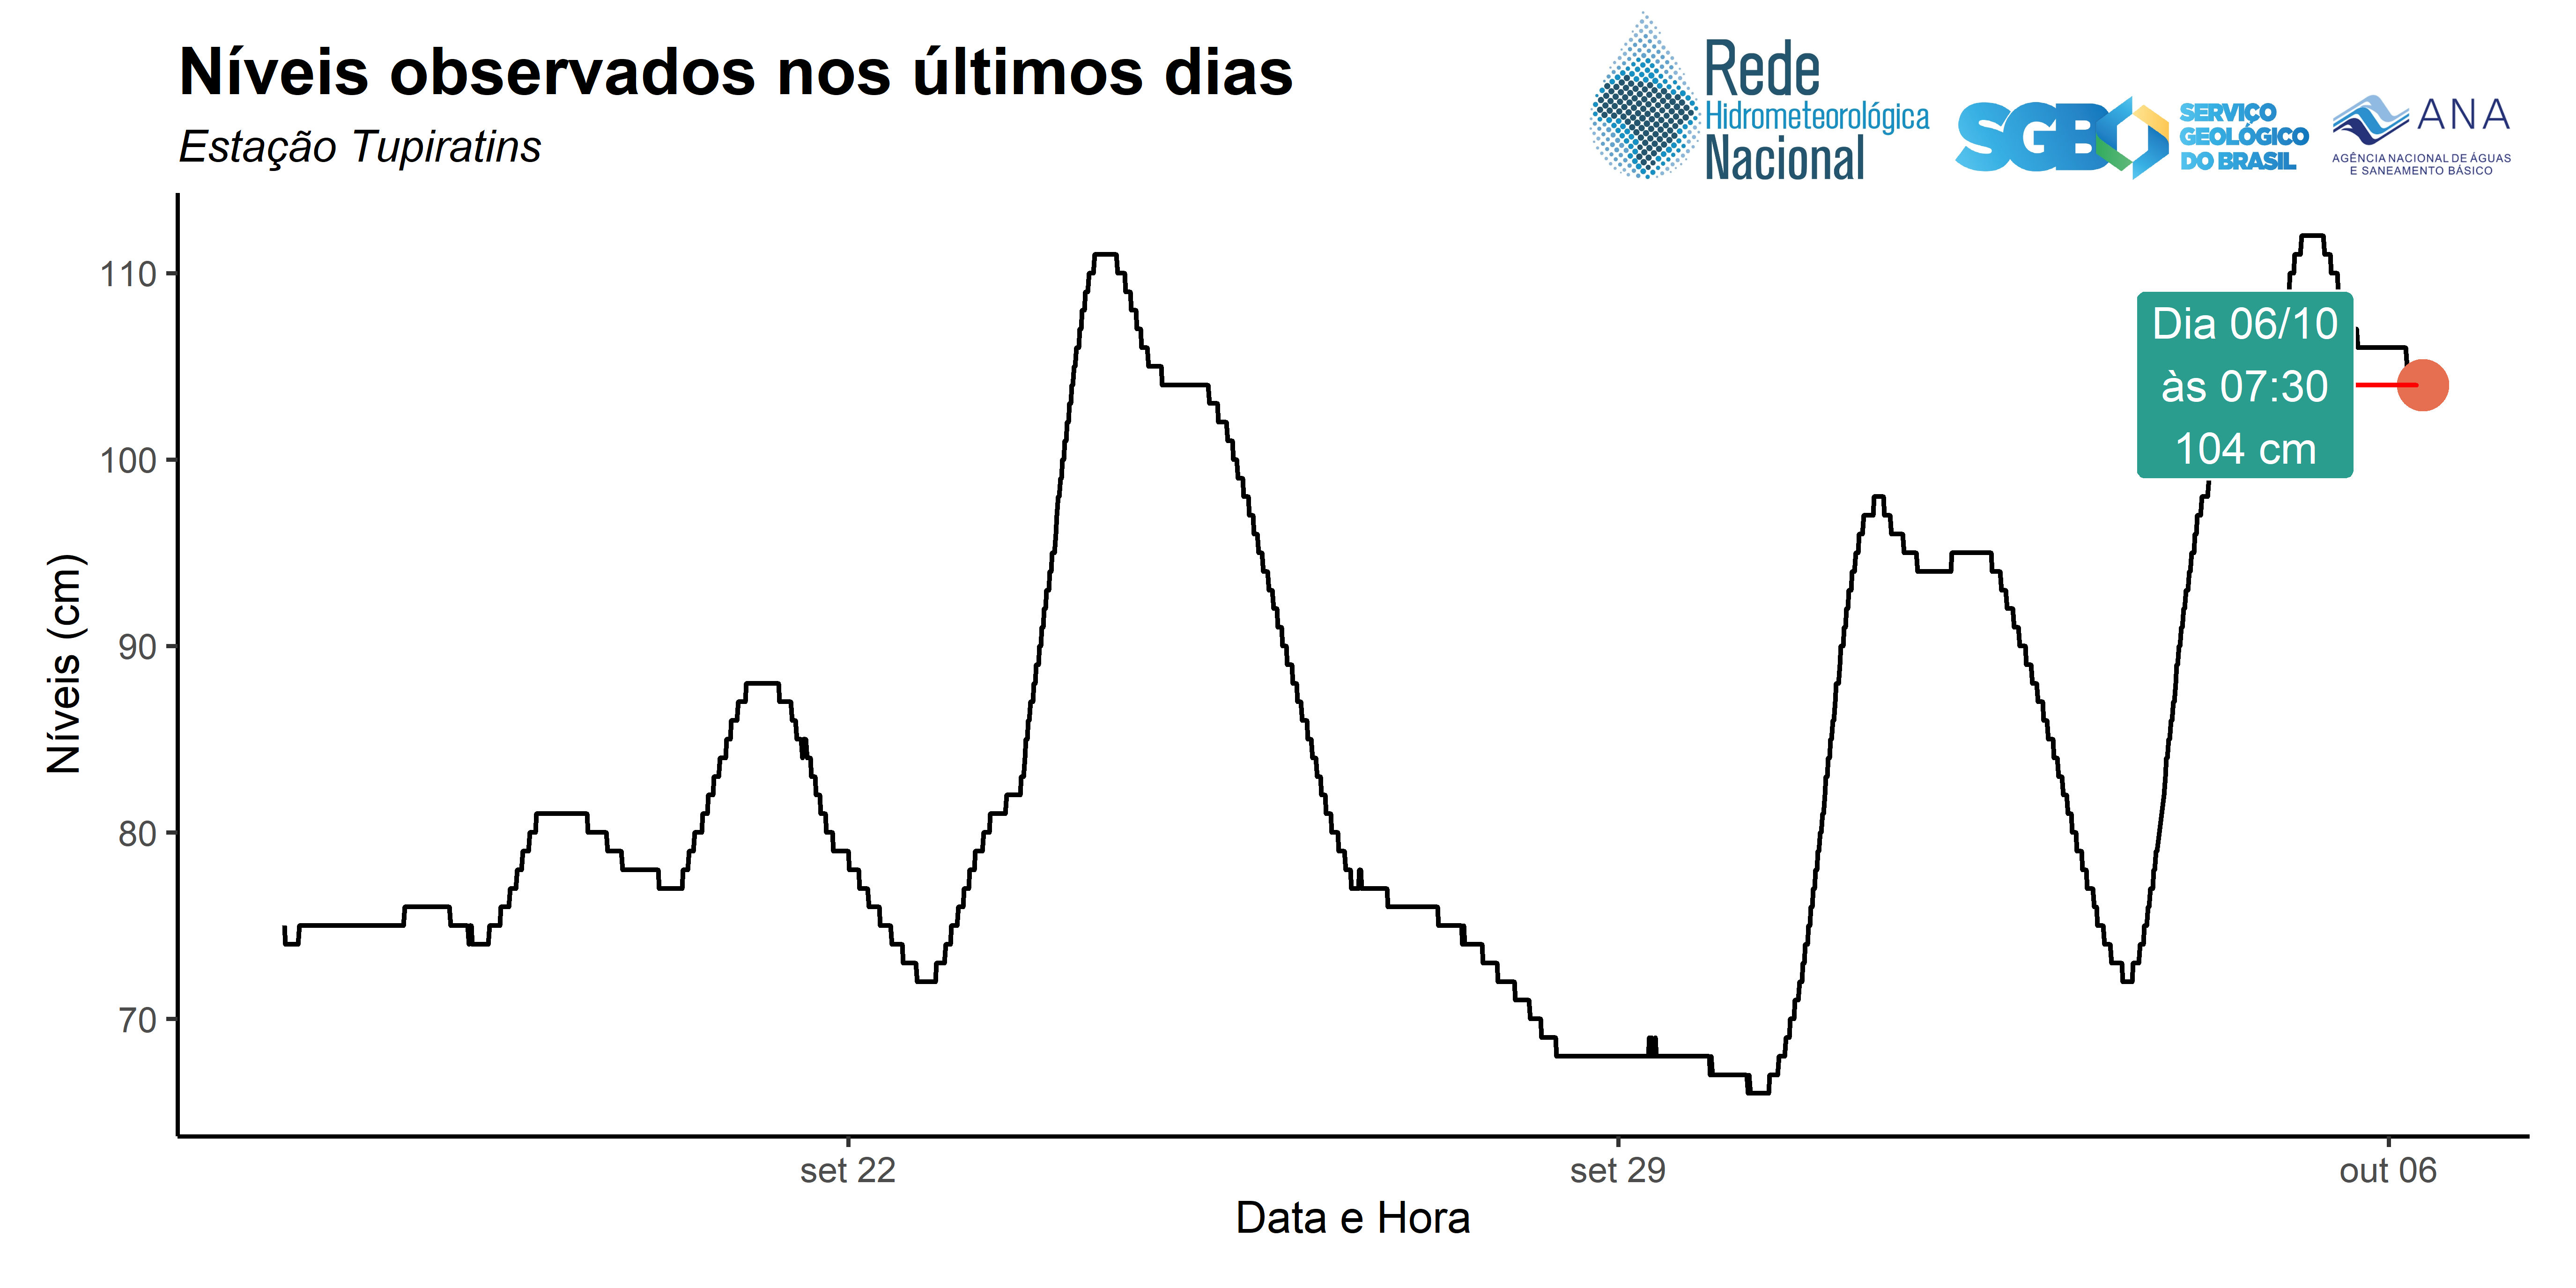 Níveis observados nos últimos dias
Estação Tupiratins
Rede
Hidrometeorológica
Nacional
SGB
SERVIÇO
GEOLÓGICO
DO BRASIL
ANA
AGÊNCIA NACIONAL DE ÁGUAS
E SANEAMENTO BÁSICO
Níveis (cm)
110
100
90
80
70
Dia 06/10
às 07:30
104 cm
set 22
set 29
out 06
Data e Hora